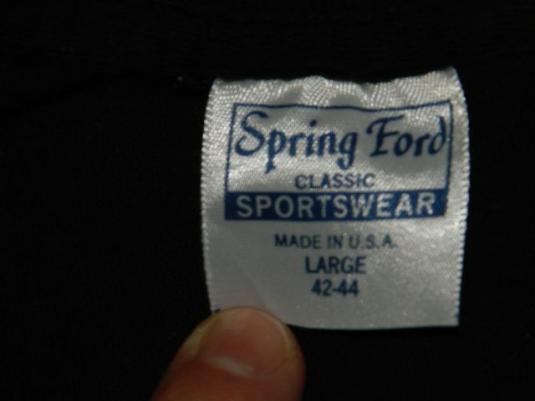 Spring Ford
CLASSIC
SPORTSWEAR
MADE IN U.S.A.
LARGE
42-44